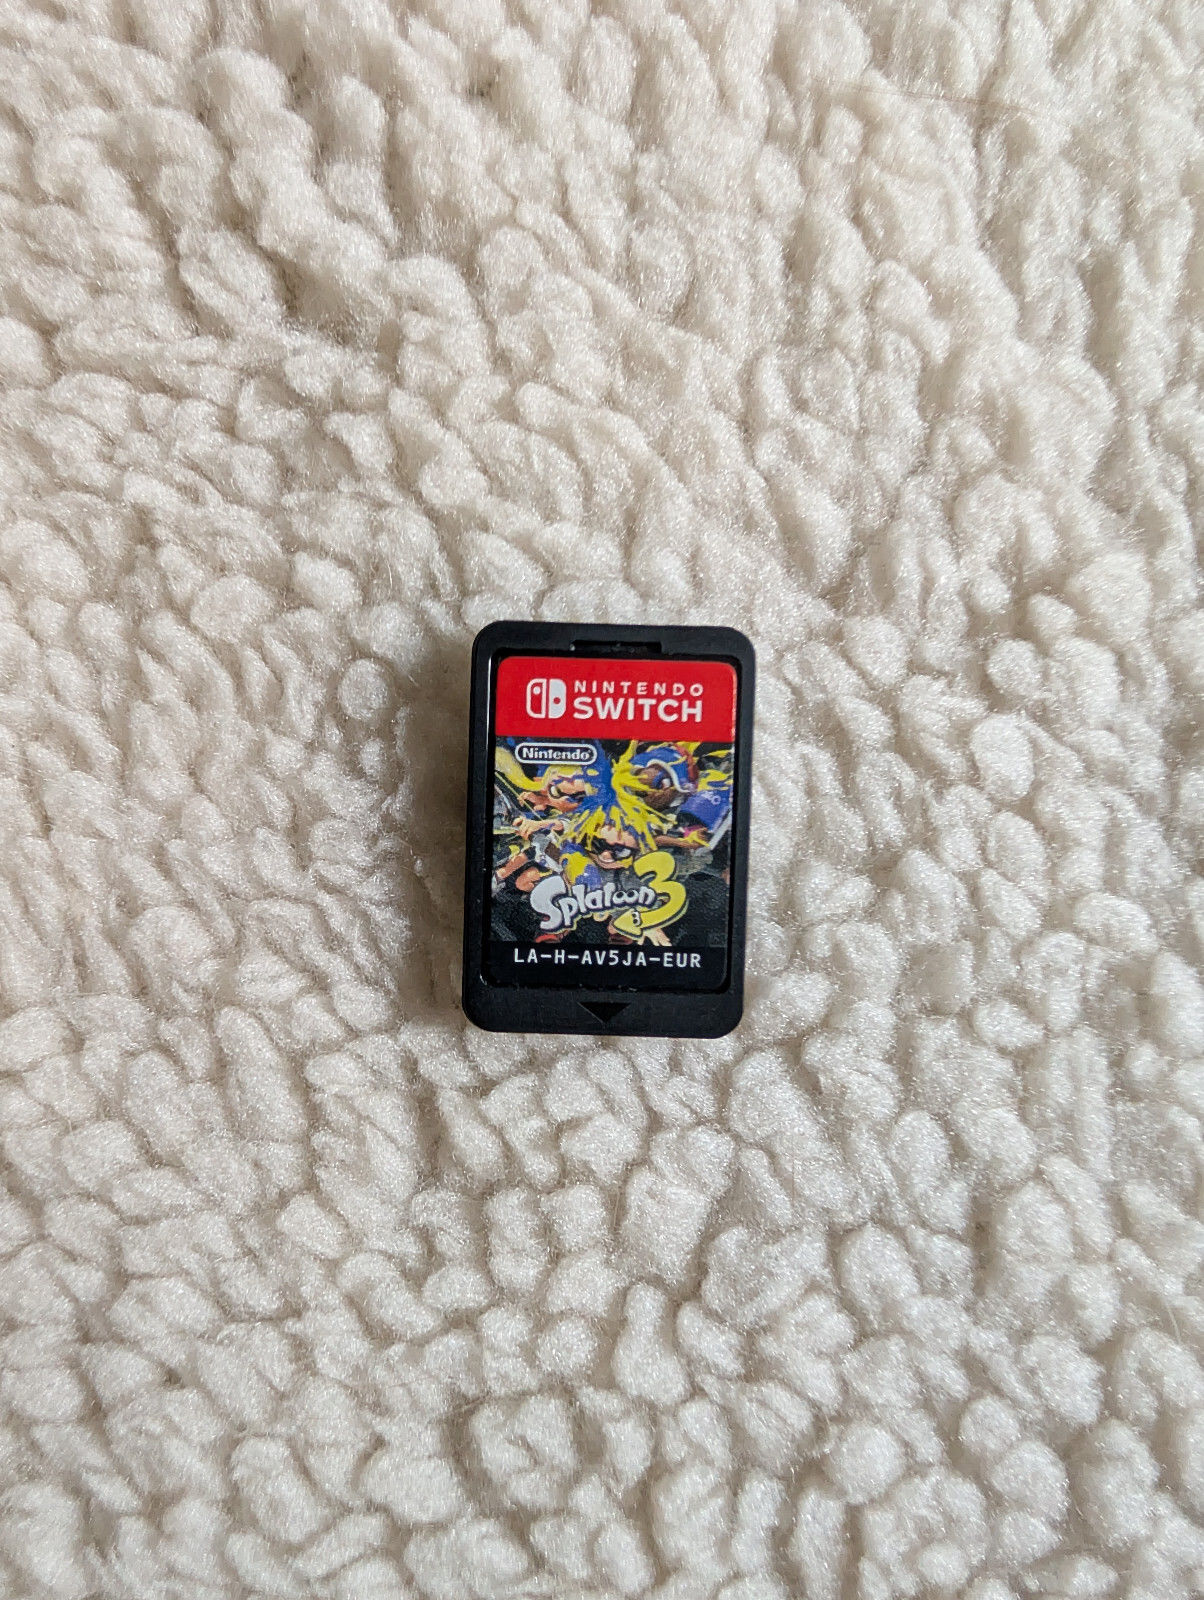 NINTENDO
SWITCH
Nintendo
Splatoon 3
LA-H-AV5JA-EUR